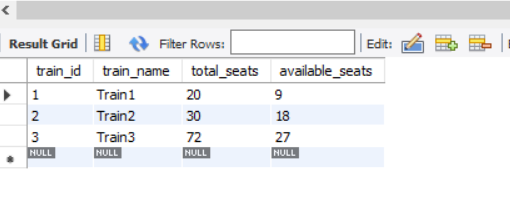 Result Grid Filter Rows: Edit:
train_id train_name total_seats available_seats
1 Train1 20 9
2 Train2 30 18
3 Train3 72 27
NULL NULL NULL NULL